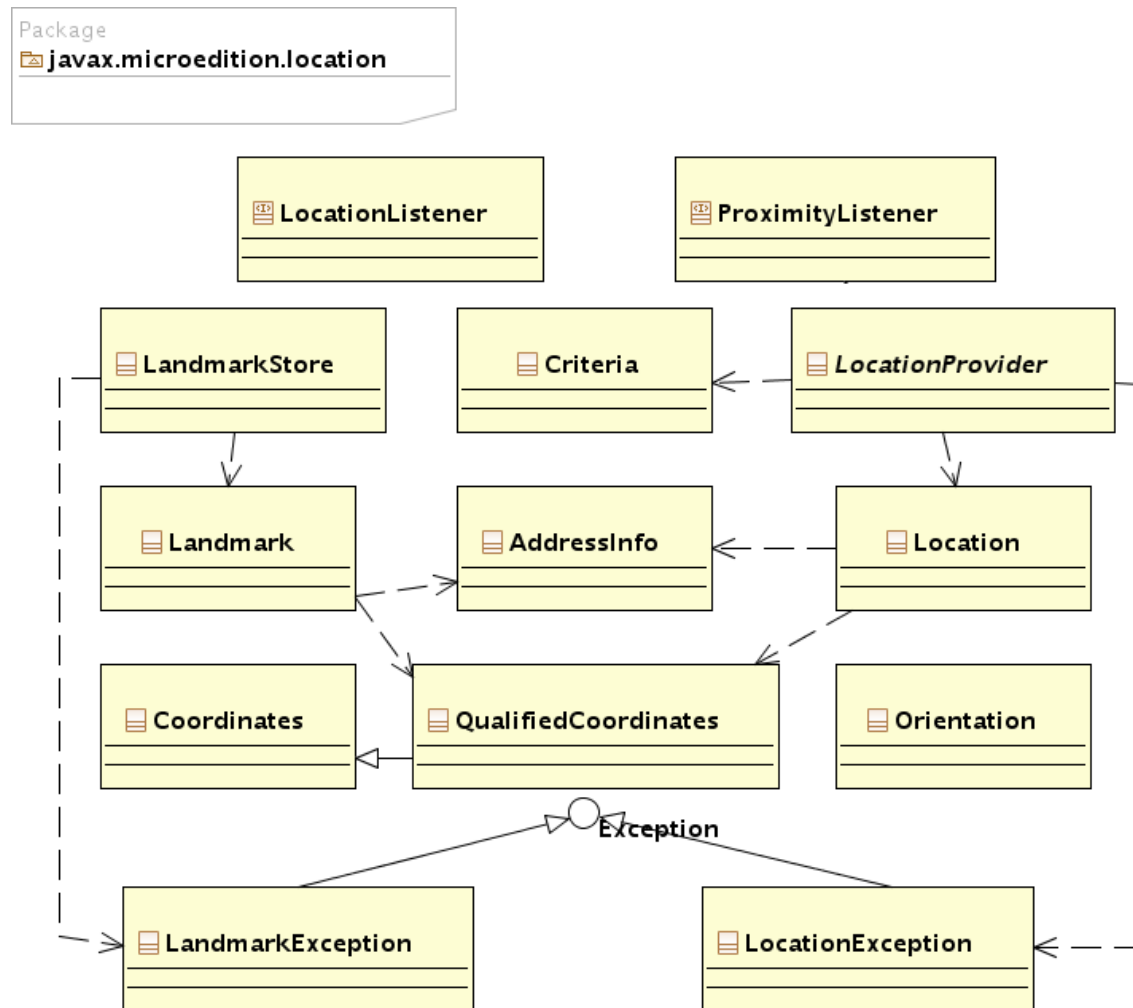 Package
javax.microedition.location
LocationListener
ProximityListener
LandmarkStore
Criteria
LocationProvider
Landmark
AddressInfo
Location
Coordinates
QualifiedCoordinates
Orientation
Exception
LandmarkException
LocationException